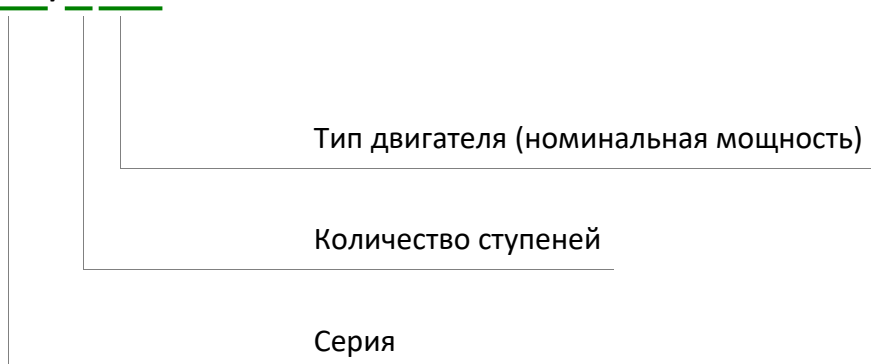 Тип двигателя (номинальная мощность)
Количество ступеней
Серия